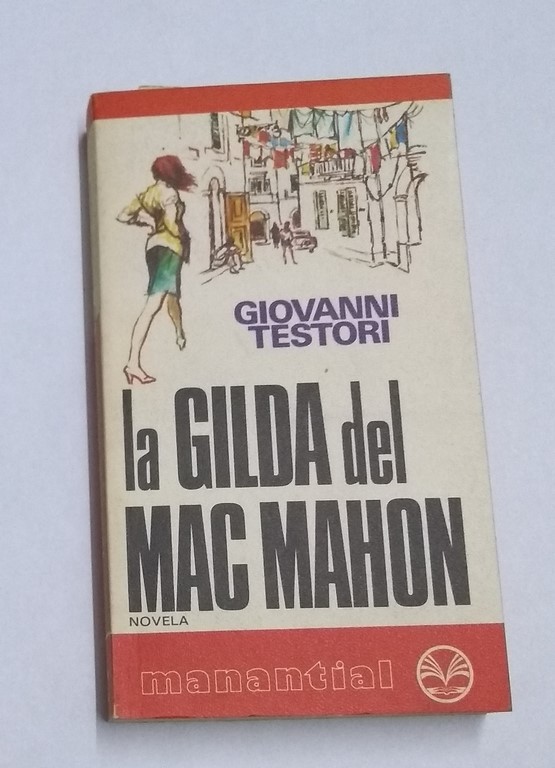 GIOVANNI
TESTORI
la GILDA del
MAC MAHON
NOVELA
manantial